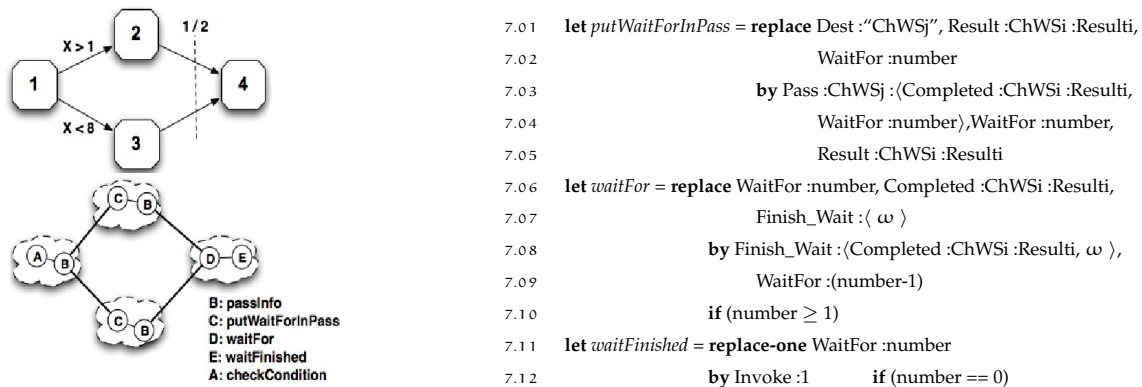 1
X > 1
2
1 / 2
4
X < 8
3
C
B
A
B
D
E
C
B
B: passInfo
C: putWaitForInPass
D: waitFor
E: waitFinished
A: checkCondition
7.01 let putWaitForInPass = replace Dest :“ChWSj”, Result :ChWSi :Resulti,
7.02 WaitFor :number
7.03 by Pass :ChWSj :⟨Completed :ChWSi :Resulti,
7.04 WaitFor :number⟩,WaitFor :number,
7.05 Result :ChWSi :Resulti
7.06 let waitFor = replace WaitFor :number, Completed :ChWSi :Resulti,
7.07 Finish_Wait :⟨ ω ⟩
7.08 by Finish_Wait :⟨Completed :ChWSi :Resulti, ω ⟩,
7.09 WaitFor :(number-1)
7.10 if (number ≥ 1)
7.11 let waitFinished = replace-one WaitFor :number
7.12 by Invoke :1 if (number == 0)